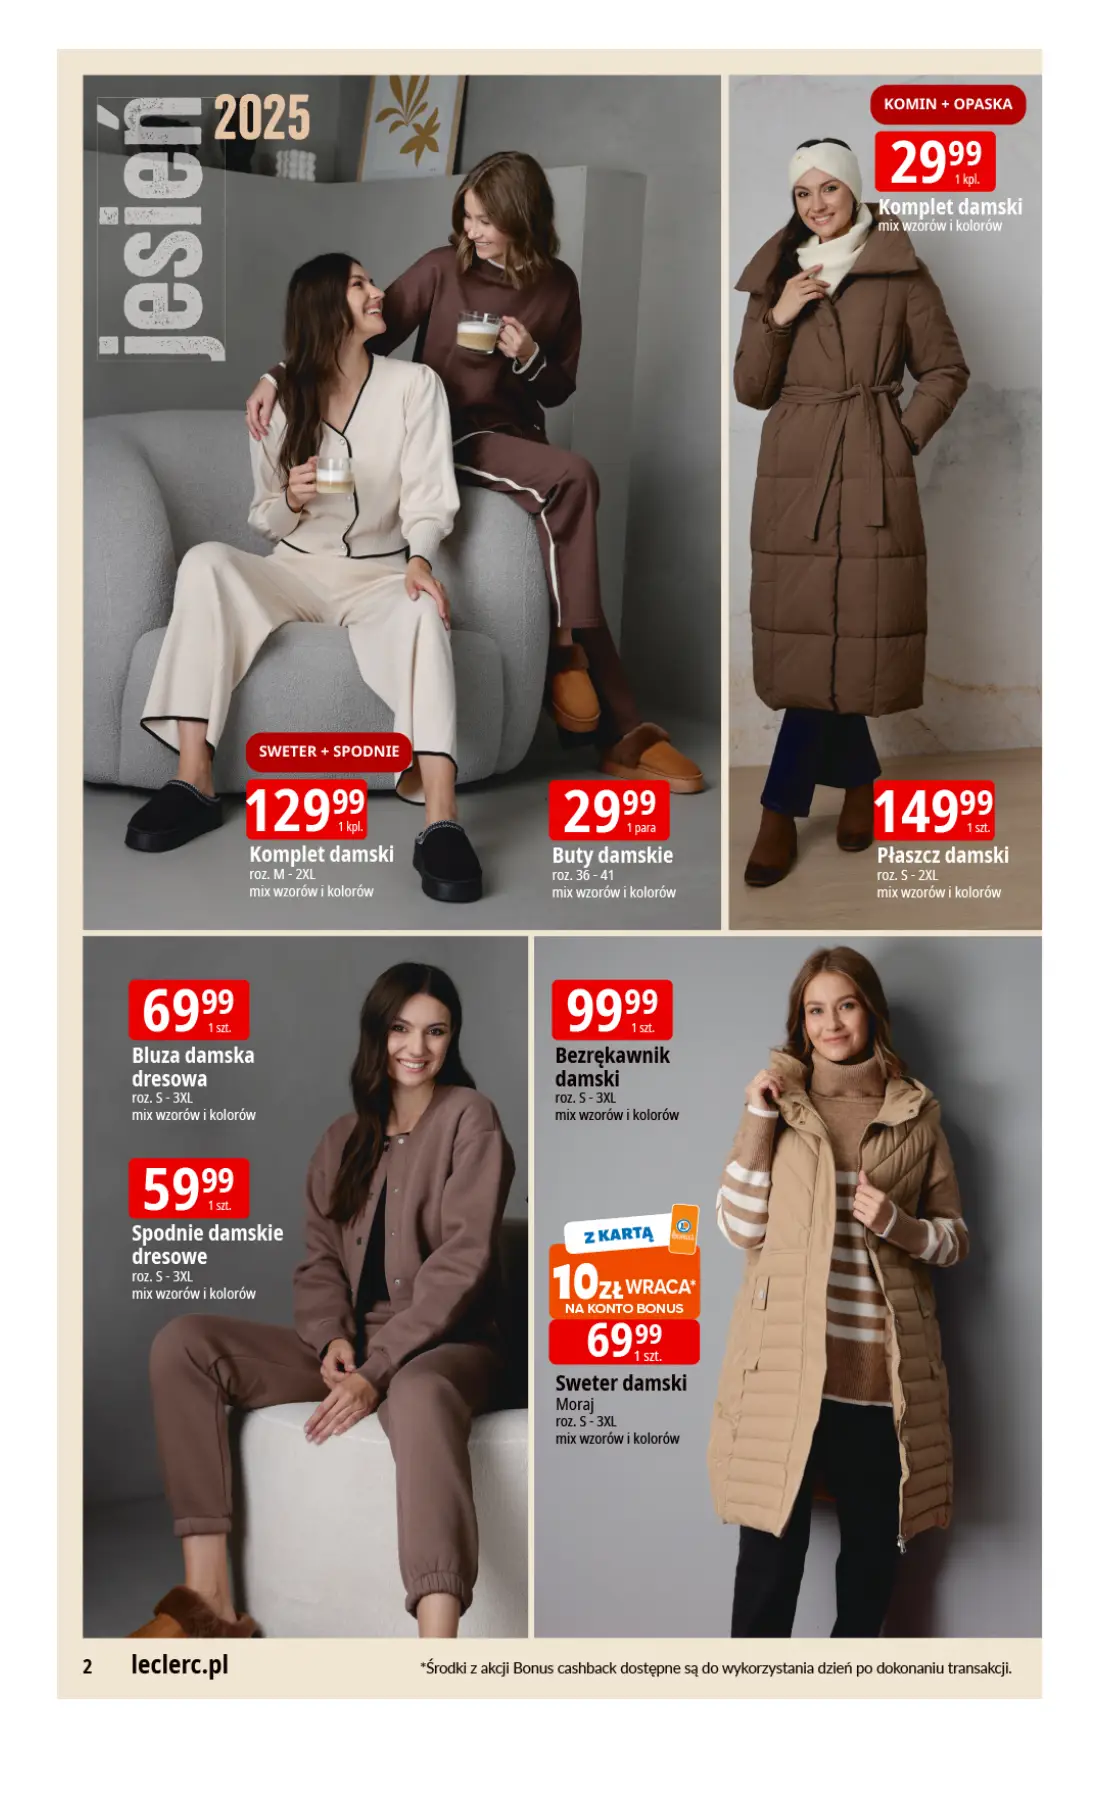 jesień
2025
KOMIN + OPASKA
29 99
1 kpl.
Komplet damski
mix wzorów i kolorów
SWETER + SPODNIE
129 99
1 kpl.
Komplet damski
roz. M - 2XL
mix wzorów i kolorów
29 99
1 para
Buty damskie
roz. 36 - 41
mix wzorów i kolorów
149 99
1 szt.
Płaszcz damski
roz. S - 2XL
mix wzorów i kolorów
69 99
1 szt.
Bluza damska
dresowa
roz. S - 3XL
mix wzorów i kolorów
59 99
1 szt.
Spodnie damskie
dresowe
roz. S - 3XL
mix wzorów i kolorów
99 99
1 szt.
Bezrękawnik
damski
roz. S - 3XL
mix wzorów i kolorów
Z KARTĄ
10 ZŁ WRACA*
NA KONTO BONUS
69 99
1 szt.
Sweter damski
Moraj
roz. S - 3XL
mix wzorów i kolorów
2
leclerc.pl
*Środki z akcji Bonus cashback dostępne są do wykorzystania dzień po dokonaniu transakcji.